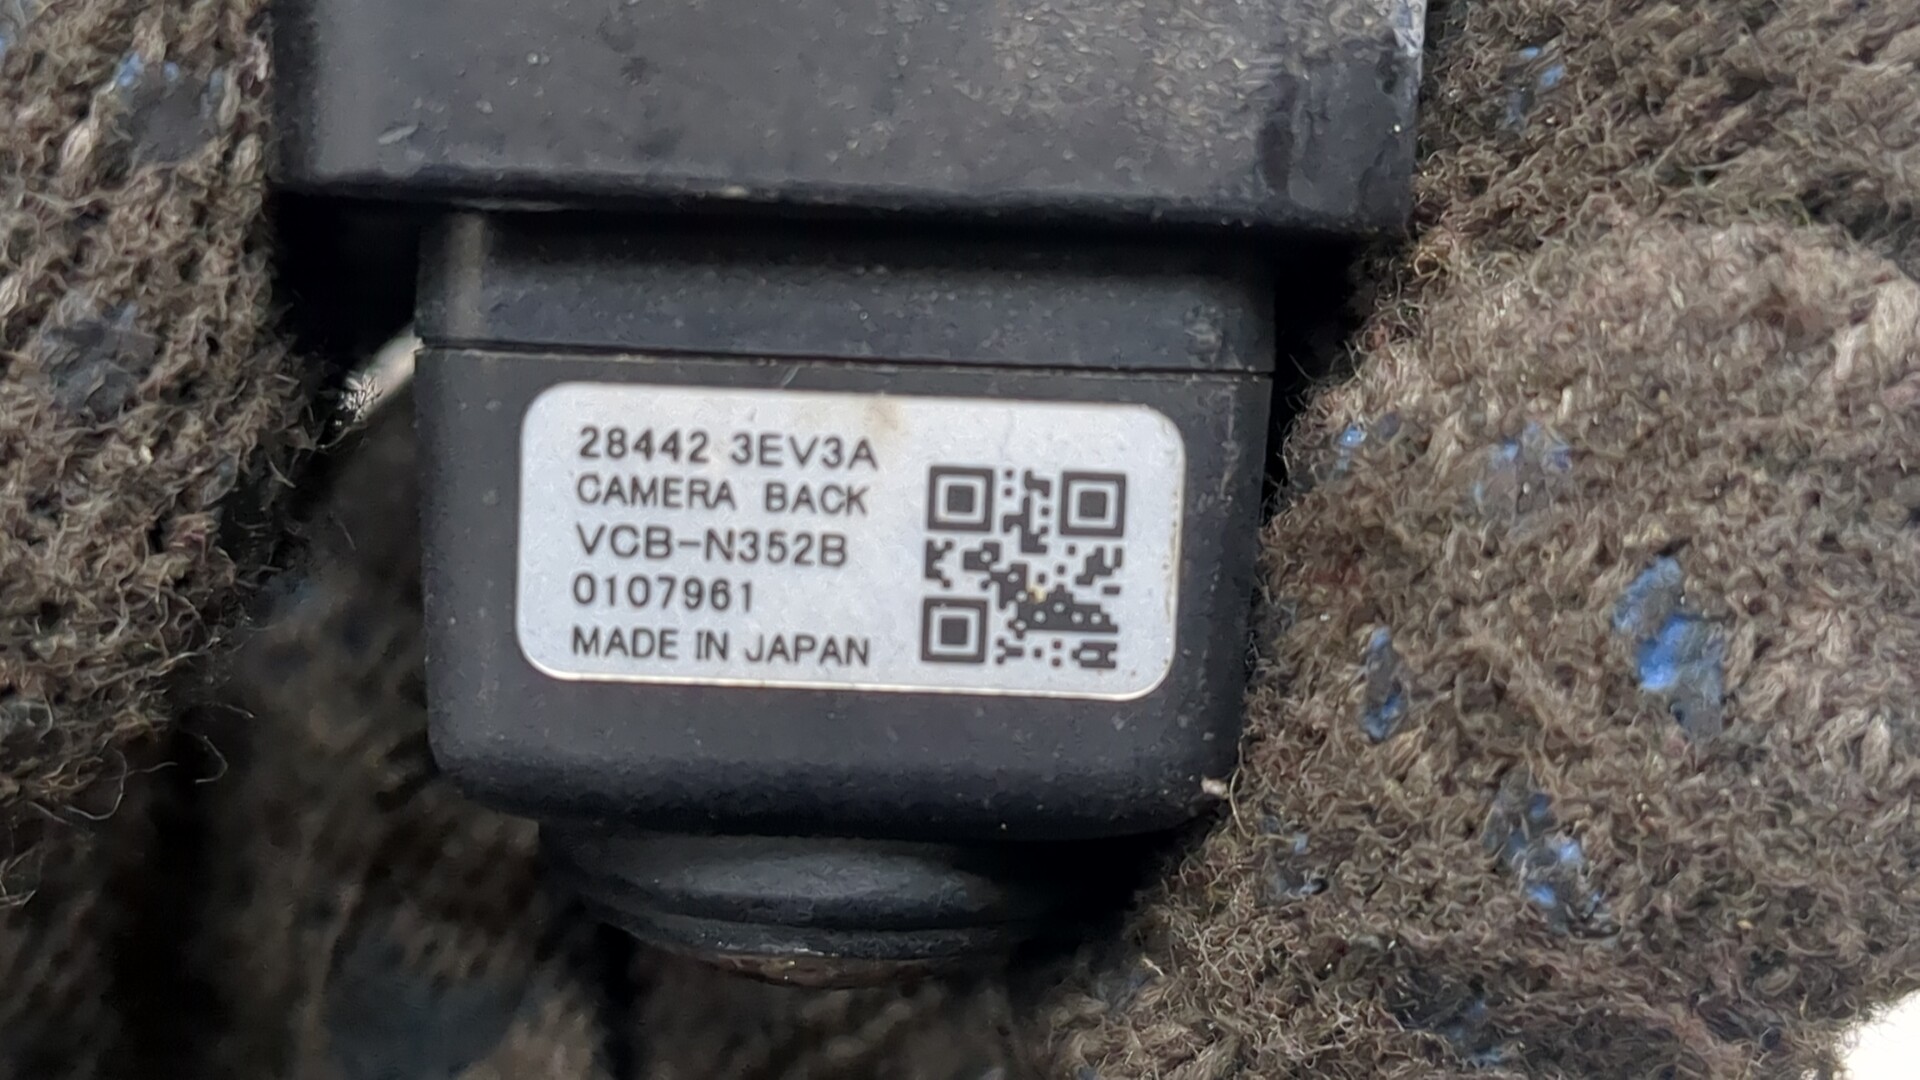 28442 3EV3A
CAMERA BACK
VCB-N352B
0107961
MADE IN JAPAN